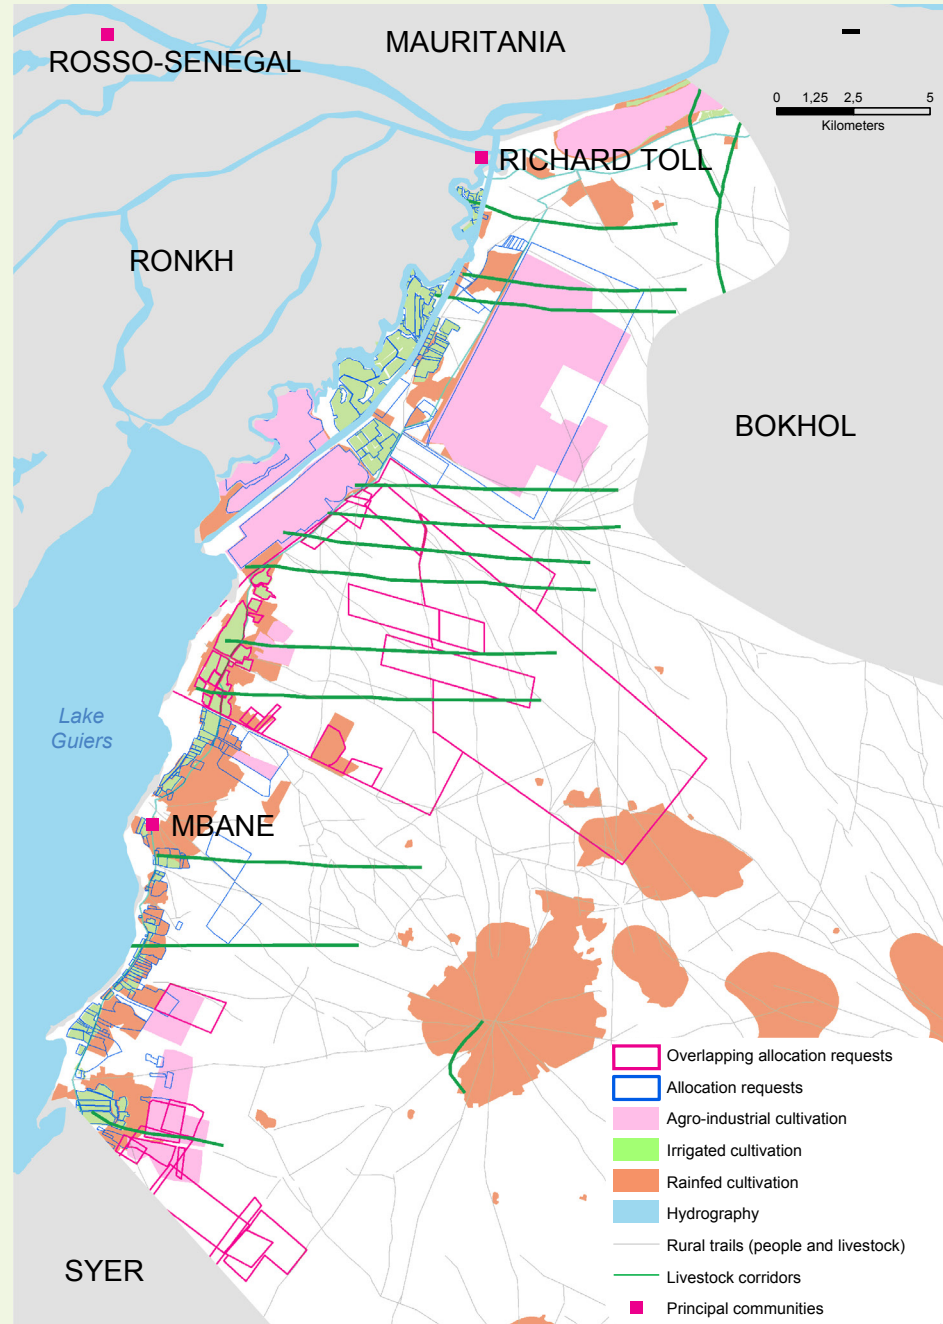 MAURITANIA
ROSSO-SENEGAL
0 1,25 2,5 5
Kilometers
RICHARD TOLL
RONKH
BOKHOL
Lake
Guiers
MBANE
SYER
Overlapping allocation requests
Allocation requests
Agro-industrial cultivation
Irrigated cultivation
Rainfed cultivation
Hydrography
Rural trails (people and livestock)
Livestock corridors
Principal communities